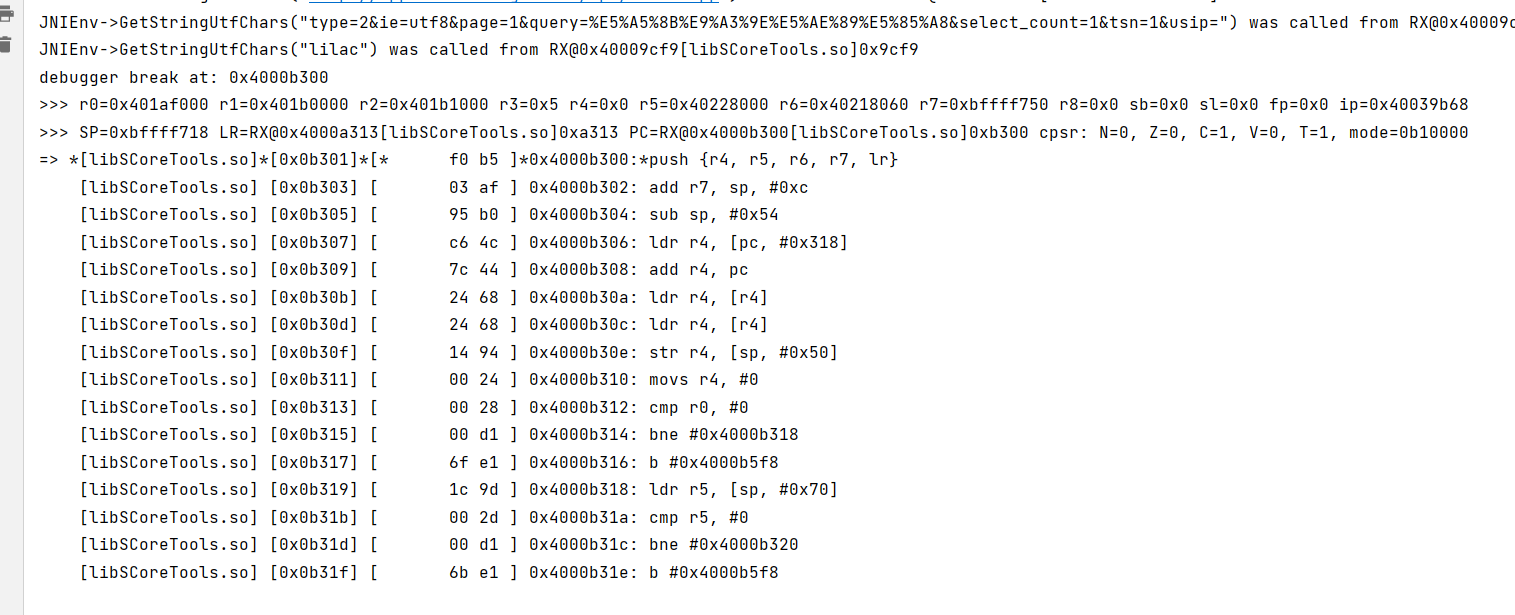 JNIEnv->GetStringUtfChars("type=2&ie=utf8&page=1&query=%E5%A5%8B%E9%A3%9E%E5%AE%89%E5%85%A8&select_count=1&tsn=1&usip=") was called from RX@0x40009c
JNIEnv->GetStringUtfChars("lilac") was called from RX@0x40009cf9[libSCoreTools.so]0x9cf9
debugger break at: 0x4000b300
>>> r0=0x401af000 r1=0x401b0000 r2=0x401b1000 r3=0x5 r4=0x0 r5=0x40228000 r6=0x40218060 r7=0xbffff750 r8=0x0 sb=0x0 sl=0x0 fp=0x0 ip=0x40039b68
>>> SP=0xbffff718 LR=RX@0x4000a313[libSCoreTools.so]0xa313 PC=RX@0x4000b300[libSCoreTools.so]0xb300 cpsr: N=0, Z=0, C=1, V=0, T=1, mode=0b10000
=> *[libSCoreTools.so]*[0x0b301]*[*      f0 b5 ]*0x4000b300:*push {r4, r5, r6, r7, lr}
[libSCoreTools.so] [0x0b303] [       03 af ] 0x4000b302: add r7, sp, #0xc
[libSCoreTools.so] [0x0b305] [       95 b0 ] 0x4000b304: sub sp, #0x54
[libSCoreTools.so] [0x0b307] [       c6 4c ] 0x4000b306: ldr r4, [pc, #0x318]
[libSCoreTools.so] [0x0b309] [       7c 44 ] 0x4000b308: add r4, pc
[libSCoreTools.so] [0x0b30b] [       24 68 ] 0x4000b30a: ldr r4, [r4]
[libSCoreTools.so] [0x0b30d] [       24 68 ] 0x4000b30c: ldr r4, [r4]
[libSCoreTools.so] [0x0b30f] [       14 94 ] 0x4000b30e: str r4, [sp, #0x50]
[libSCoreTools.so] [0x0b311] [       00 24 ] 0x4000b310: movs r4, #0
[libSCoreTools.so] [0x0b313] [       00 28 ] 0x4000b312: cmp r0, #0
[libSCoreTools.so] [0x0b315] [       00 d1 ] 0x4000b314: bne #0x4000b318
[libSCoreTools.so] [0x0b317] [       6f e1 ] 0x4000b316: b #0x4000b5f8
[libSCoreTools.so] [0x0b319] [       1c 9d ] 0x4000b318: ldr r5, [sp, #0x70]
[libSCoreTools.so] [0x0b31b] [       00 2d ] 0x4000b31a: cmp r5, #0
[libSCoreTools.so] [0x0b31d] [       00 d1 ] 0x4000b31c: bne #0x4000b320
[libSCoreTools.so] [0x0b31f] [       6b e1 ] 0x4000b31e: b #0x4000b5f8